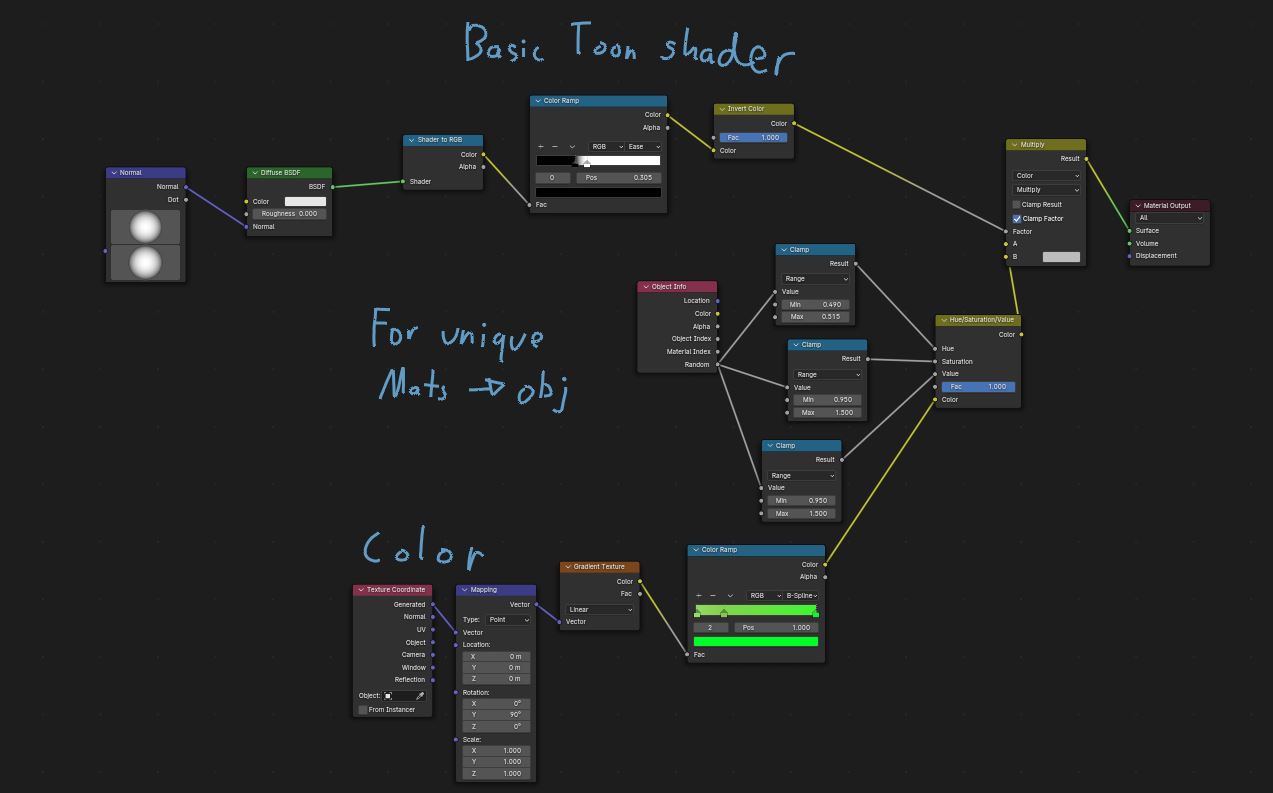 Basic Toon shader
Color Ramp
Color
Alpha
RGB Ease
0 Pos 0.305
Fac
Invert Color
Color
Fac 1.000
Color
Shader to RGB
Color
Alpha
Shader
Multiply
Result
Color
Multiply
Clamp Result
Clamp Factor
Factor
A
B
Normal
Normal
Dot
Diffuse BSDF
BSDF
Color
Roughness 0.000
Normal
Material Output
All
Surface
Volume
Displacement
For unique
Mats → obj
Object Info
Location
Color
Alpha
Object Index
Material Index
Random
Clamp
Result
Range
Value
Min 0.490
Max 0.515
Clamp
Result
Range
Value
Min 0.950
Max 1.500
Clamp
Result
Range
Value
Min 0.950
Max 1.500
Hue/Saturation/Value
Color
Hue
Saturation
Value
Fac 1.000
Color
Color
Texture Coordinate
Generated
Normal
UV
Object
Camera
Window
Reflection
Object:
From Instancer
Mapping
Vector
Type: Point
Vector
Location:
X 0 m
Y 0 m
Z 0 m
Rotation:
X 0°
Y 90°
Z 0°
Scale:
X 1.000
Y 1.000
Z 1.000
Gradient Texture
Color
Fac
Linear
Vector
Color Ramp
Color
Alpha
RGB B-Spline
2 Pos 1.000
Fac